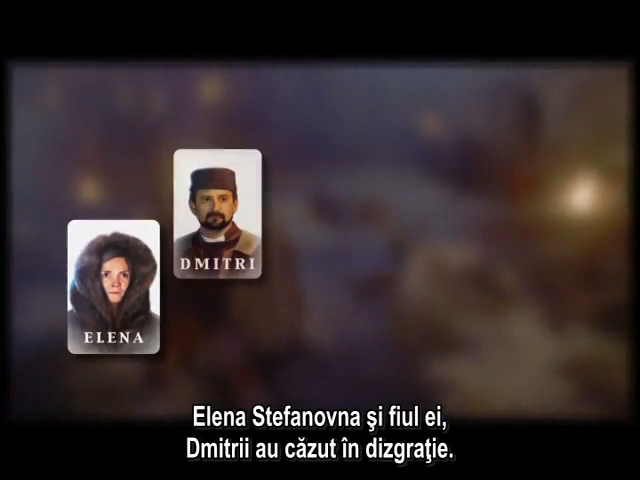 DMITRI
ELENA
Elena Stefanovna şi fiul ei,
Dmitrii au căzut în dizgraţie.